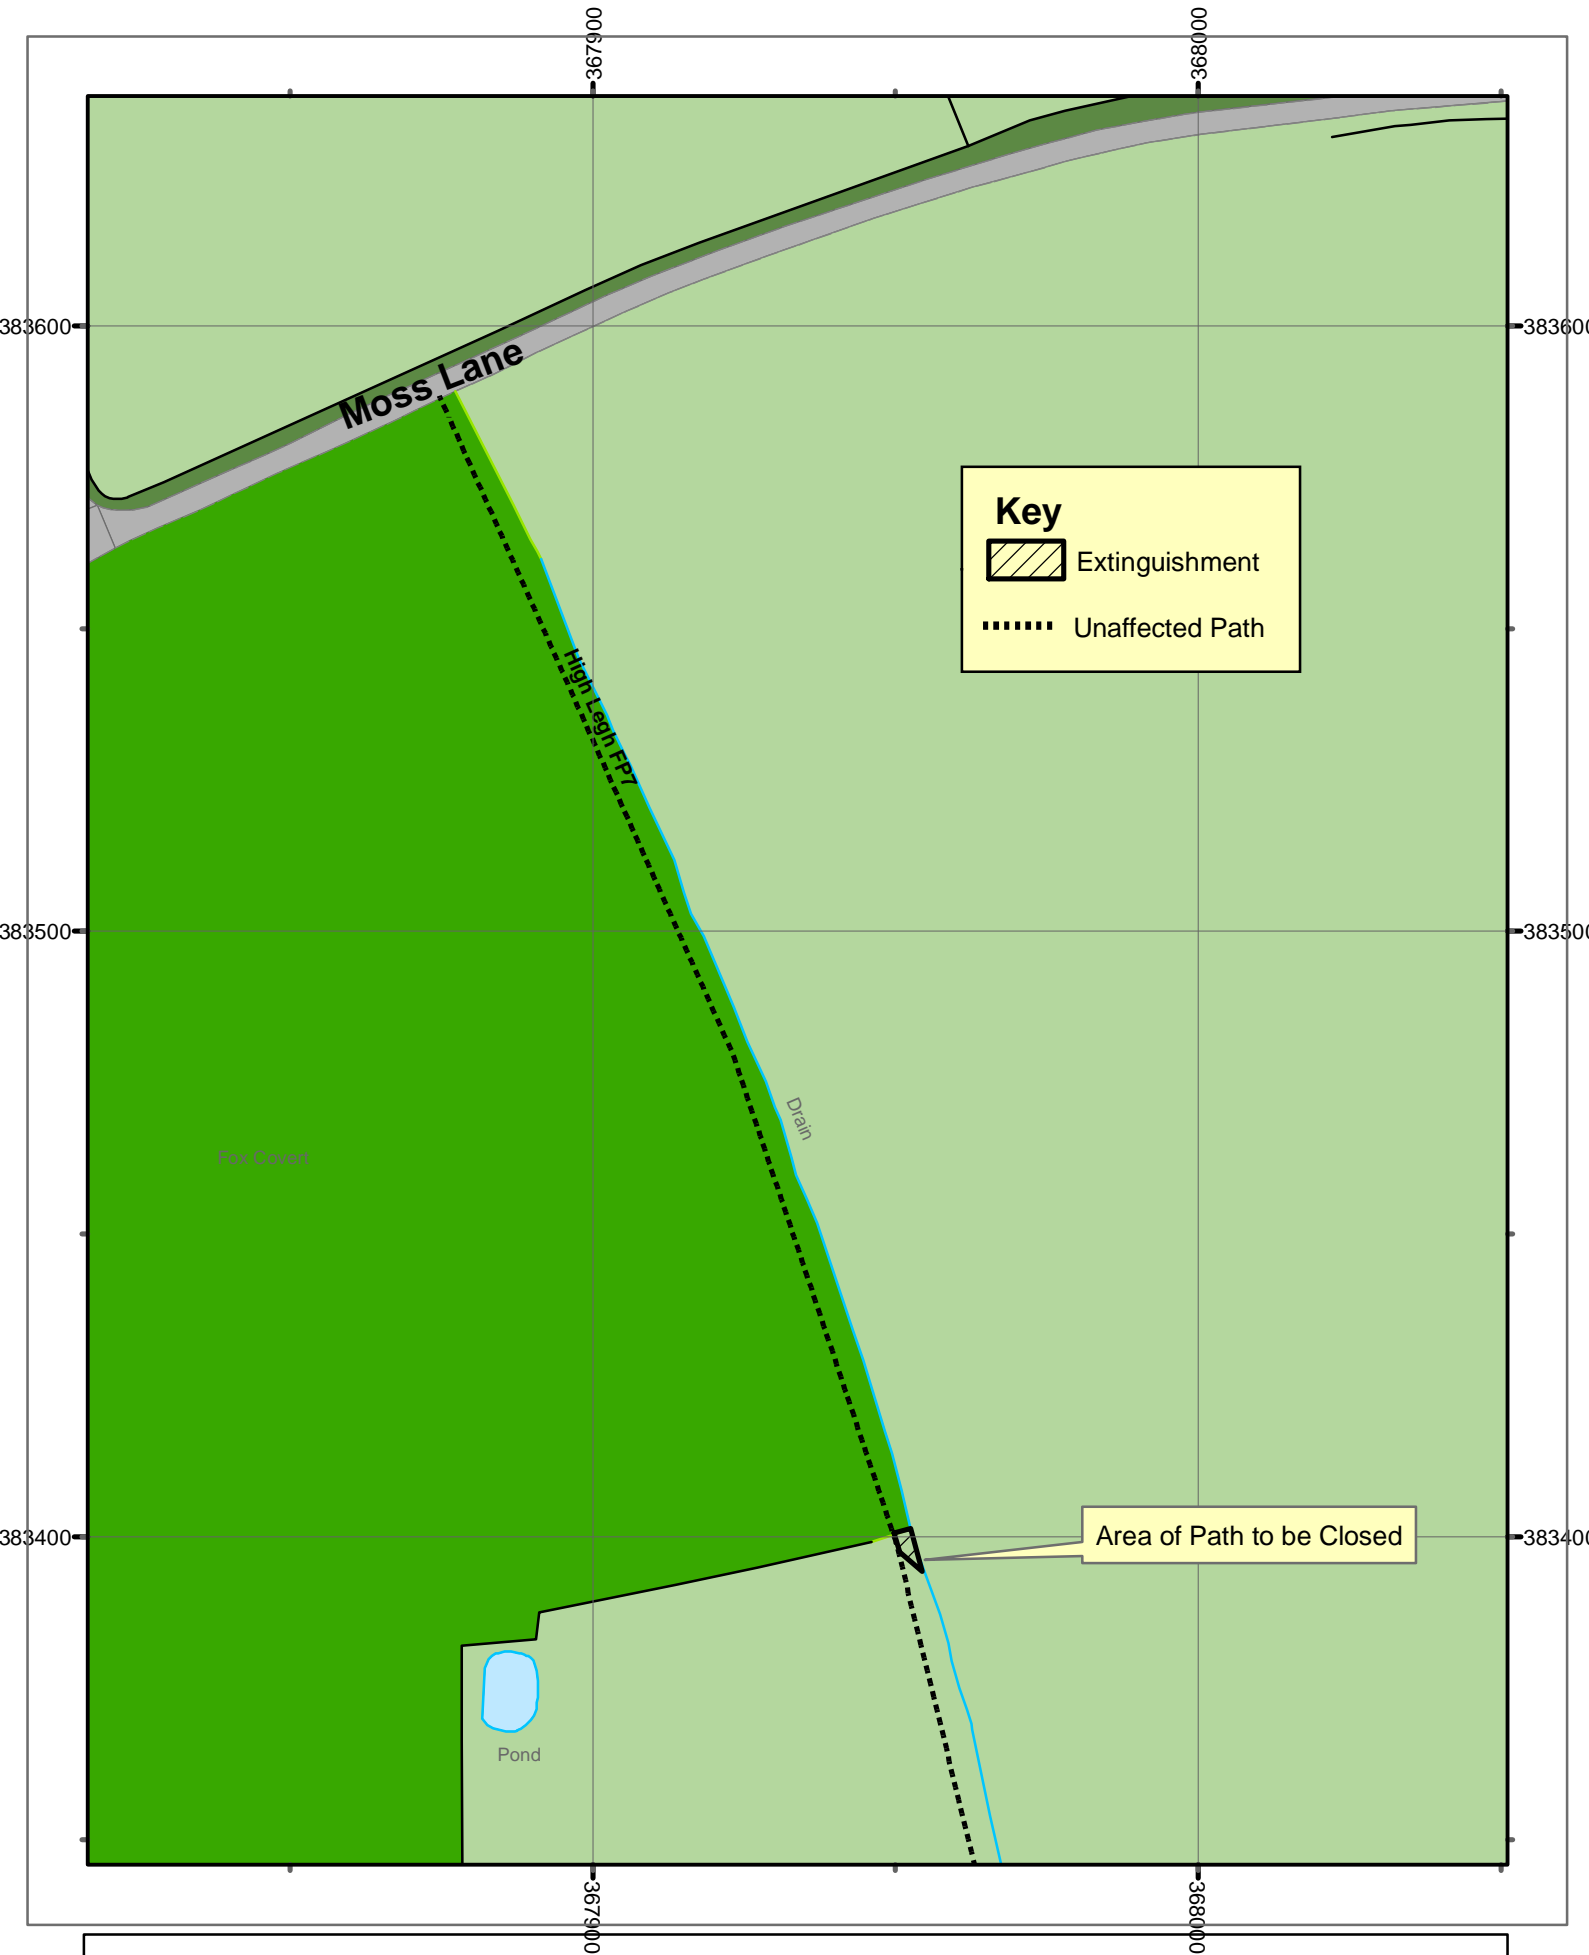 367900
368000
383600
383600
Moss Lane
Key
Extinguishment
Unaffected Path
High Legh FP7
383500
383500
Drain
Fox Covert
383400
383400
Area of Path to be Closed
Pond
367900
368000